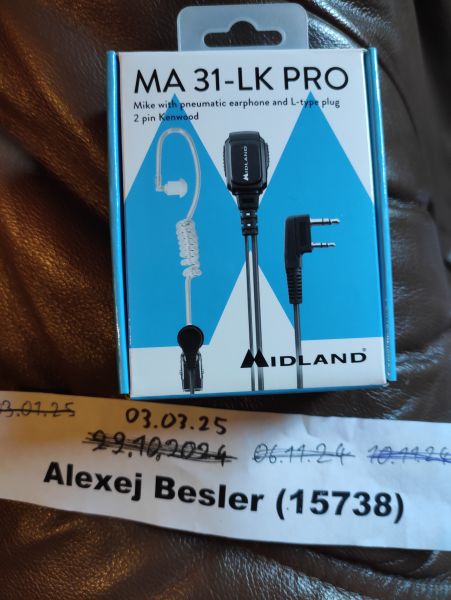 MA 31-LK PRO
Mike with pneumatic earphone and L-type plug
2 pin Kenwood
MIDLAND
MIDLAND
03.03.25
03.01.25
29.10.2024 06.11.24 10.11.24
Alexej Besler (15738)